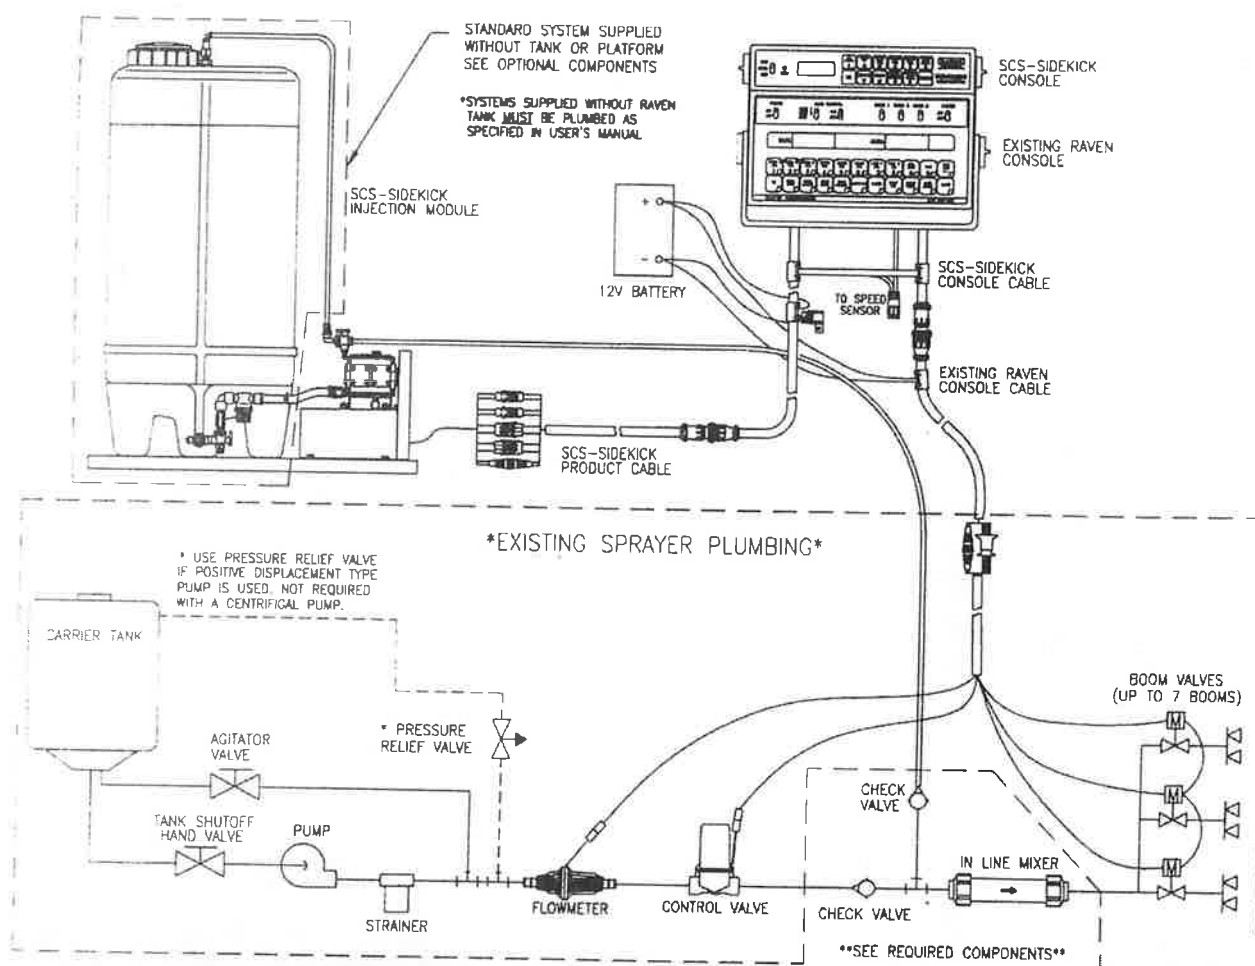 STANDARD SYSTEM SUPPLIED
WITHOUT TANK OR PLATFORM
SEE OPTIONAL COMPONENTS
*SYSTEMS SUPPLIED WITHOUT RAVEN
TANK MUST BE PLUMBED AS
SPECIFIED IN USER'S MANUAL
SCS-SIDEKICK
CONSOLE
EXISTING RAVEN
CONSOLE
SCS-SIDEKICK
INJECTION MODULE
+
-
12V BATTERY
TO SPEED
SENSOR
SCS-SIDEKICK
CONSOLE CABLE
EXISTING RAVEN
CONSOLE CABLE
SCS-SIDEKICK
PRODUCT CABLE
*EXISTING SPRAYER PLUMBING*
* USE PRESSURE RELIEF VALVE
IF POSITIVE DISPLACEMENT TYPE
PUMP IS USED. NOT REQUIRED
WITH A CENTRIFIGAL PUMP.
CARRIER TANK
BOOM VALVES
(UP TO 7 BOOMS)
M
M
M
* PRESSURE
RELIEF VALVE
AGITATOR
VALVE
TANK SHUTOFF
HAND VALVE
PUMP
CHECK
VALVE
IN LINE MIXER
STRAINER
FLOWMETER
CONTROL VALVE
CHECK VALVE
**SEE REQUIRED COMPONENTS**